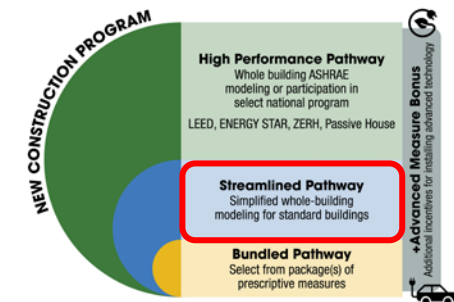 NEW CONSTRUCTION PROGRAM
High Performance Pathway
Whole building ASHRAE
modeling or participation in
select national program
LEED, ENERGY STAR, ZERH, Passive House
Streamlined Pathway
Simplified whole-building
modeling for standard buildings
Bundled Pathway
Select from package(s) of
prescriptive measures
+Advanced Measure Bonus
Additional incentives for installing advanced technology